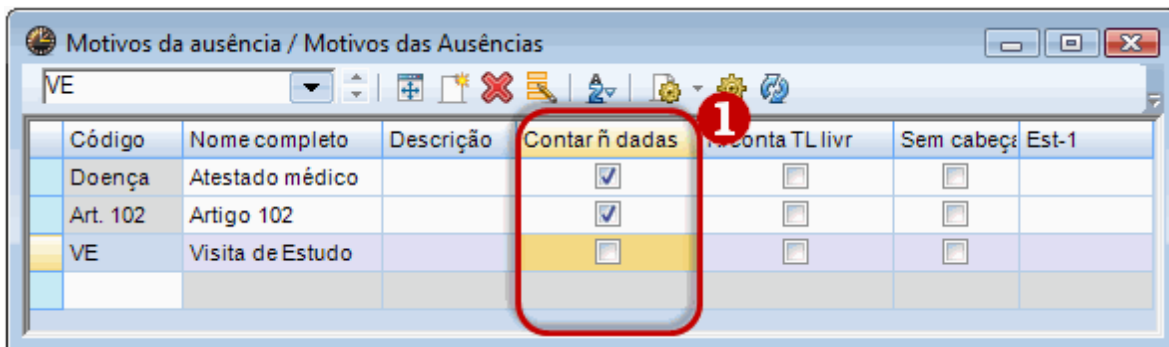 Motivos da ausência / Motivos das Ausências
VE
1
Código Nome completo Descrição Contar ñ dadas conta TL livr Sem cabeça Est-1
Doença Atestado médico
Art. 102 Artigo 102
VE Visita de Estudo